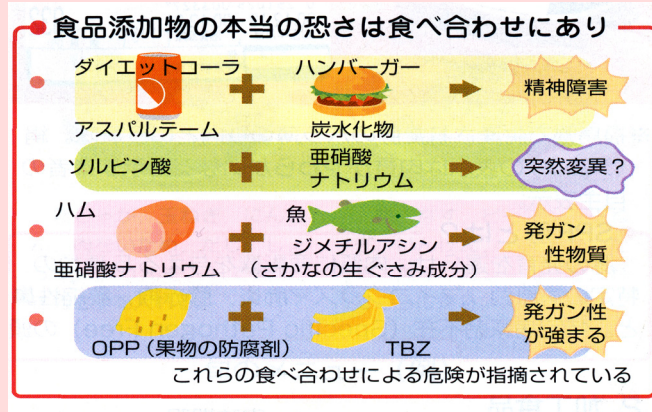 食品添加物の本当の恐さは食べ合わせにあり
ダイエットコーラ
ハンバーガー
精神障害
アスパルテーム
炭水化物
ソルビン酸
亜硝酸
ナトリウム
突然変異?
ハム
魚
発ガン
性物質
ジメチルアシン
亜硝酸ナトリウム
(さかなの生ぐさみ成分)
発ガン性
が強まる
OPP(果物の防腐剤)
TBZ
これらの食べ合わせによる危険が指摘されている